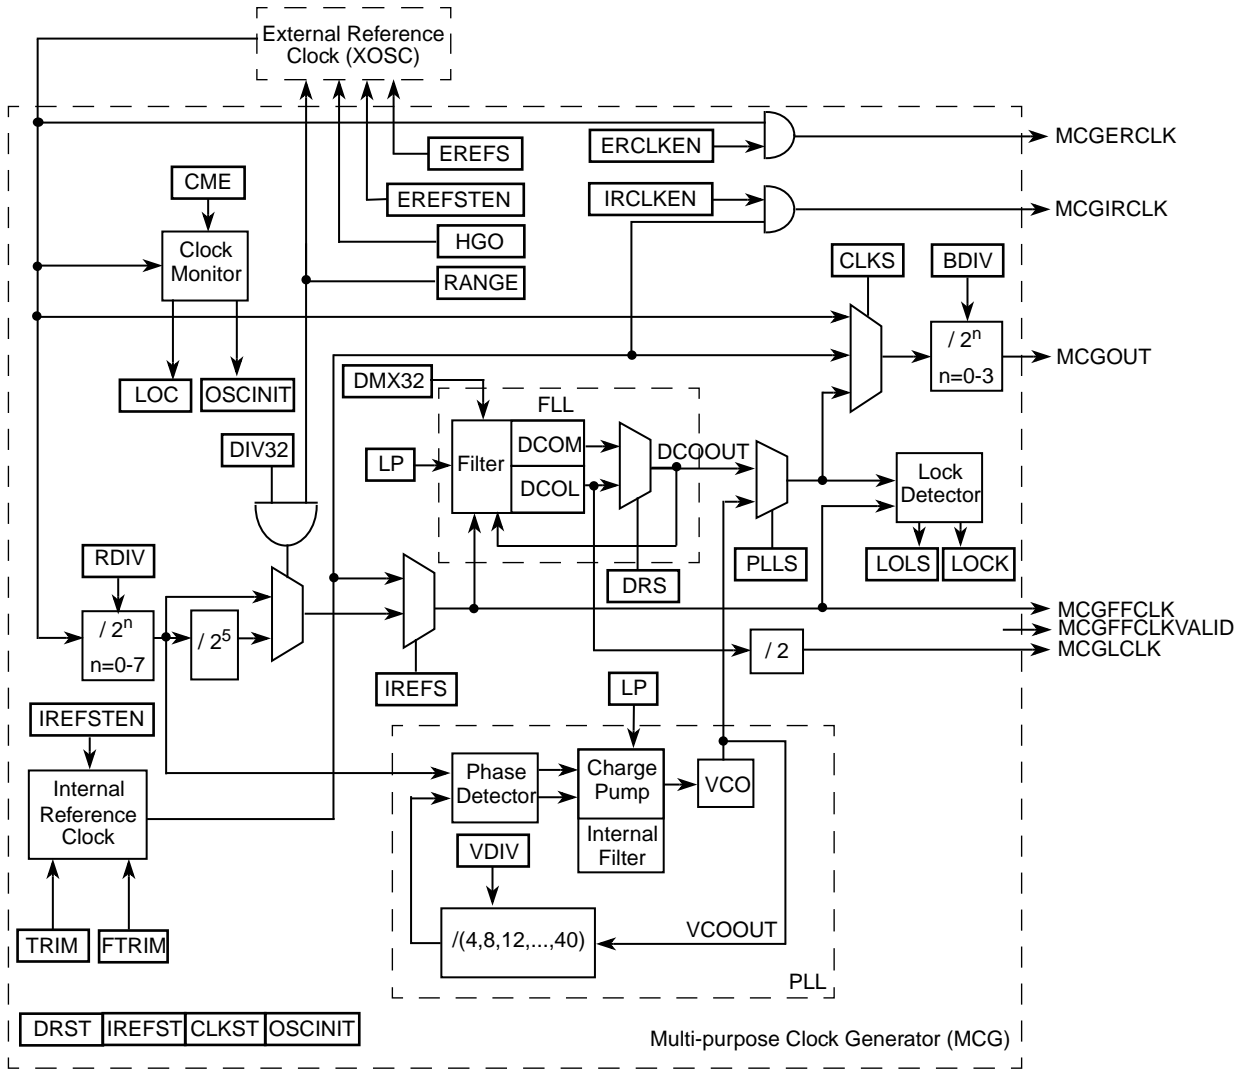 External Reference
Clock (XOSC)
MCGERCLK
ERCLKEN
EREFS
CME
EREFSTEN
IRCLKEN
MCGIRCLK
HGO
Clock
Monitor
RANGE
CLKS
BDIV
/ 2n
n=0-3
MCGOUT
LOC
OSCINIT
DMX32
FLL
DIV32
LP
Filter
DCOM
DCOL
DCOOUT
Lock
Detector
RDIV
DRS
PLLS
LOLS
LOCK
/ 2n
n=0-7
/ 25
MCGFFCLK
MCGFFCLKVALID
MCGLCLK
/ 2
IREFS
LP
IREFSTEN
Internal
Reference
Clock
Phase
Detector
Charge
Pump
VCO
Internal
Filter
VDIV
TRIM
FTRIM
/(4,8,12,...,40)
VCOOUT
PLL
DRST
IREFST
CLKST
OSCINIT
Multi-purpose Clock Generator (MCG)